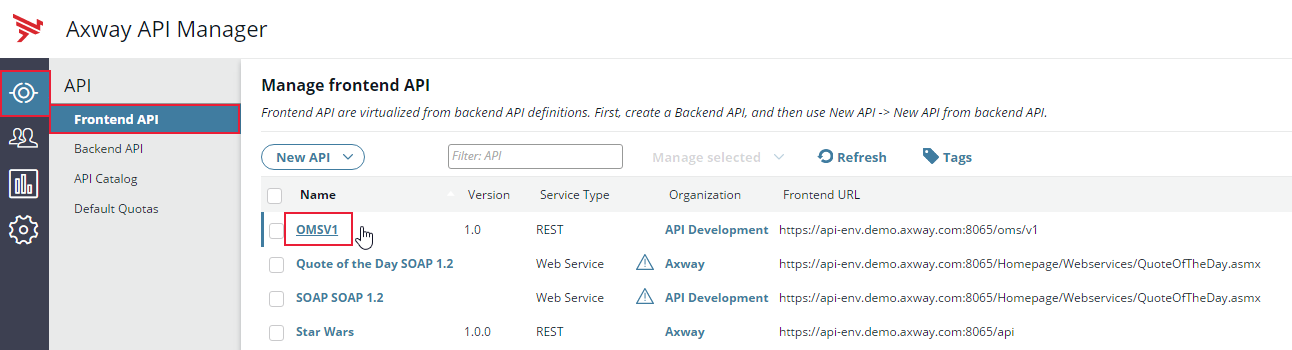 Axway API Manager
API
Frontend API
Backend API
API Catalog
Default Quotas
Manage frontend API
Frontend API are virtualized from backend API definitions. First, create a Backend API, and then use New API -> New API from backend API.
New API Filter: API Manage selected Refresh Tags
Name Version Service Type Organization Frontend URL
OMSV1 1.0 REST API Development https://api-env.demo.axway.com:8065/oms/v1
Quote of the Day SOAP 1.2 Web Service Axway https://api-env.demo.axway.com:8065/Homepage/Webservices/QuoteOfTheDay.asmx
SOAP SOAP 1.2 Web Service API Development https://api-env.demo.axway.com:8065/Homepage/Webservices/QuoteOfTheDay.asmx
Star Wars 1.0.0 REST Axway https://api-env.demo.axway.com:8065/api